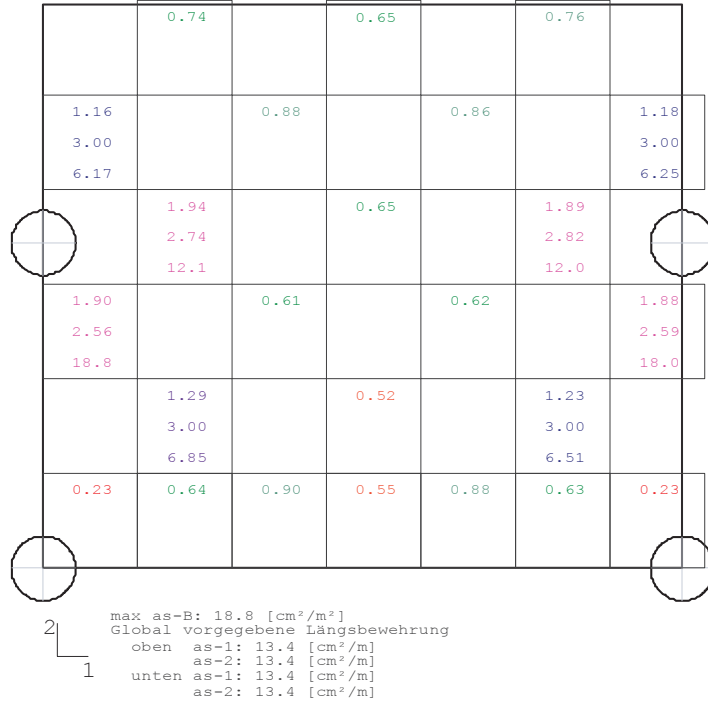 0.74 0.65 0.76
1.16 0.88 0.86 1.18
3.00 3.00
6.17 6.25
1.94 0.65 1.89
2.74 2.82
12.1 12.0
1.90 0.61 0.62 1.88
2.56 2.59
18.8 18.0
1.29 0.52 1.23
3.00 3.00
6.85 6.51
0.23 0.64 0.90 0.55 0.88 0.63 0.23
max as-B: 18.8 [cm²/m²]
2 Global vorgegebene Längsbewehrung
oben as-1: 13.4 [cm²/m]
as-2: 13.4 [cm²/m]
1 unten as-1: 13.4 [cm²/m]
as-2: 13.4 [cm²/m]